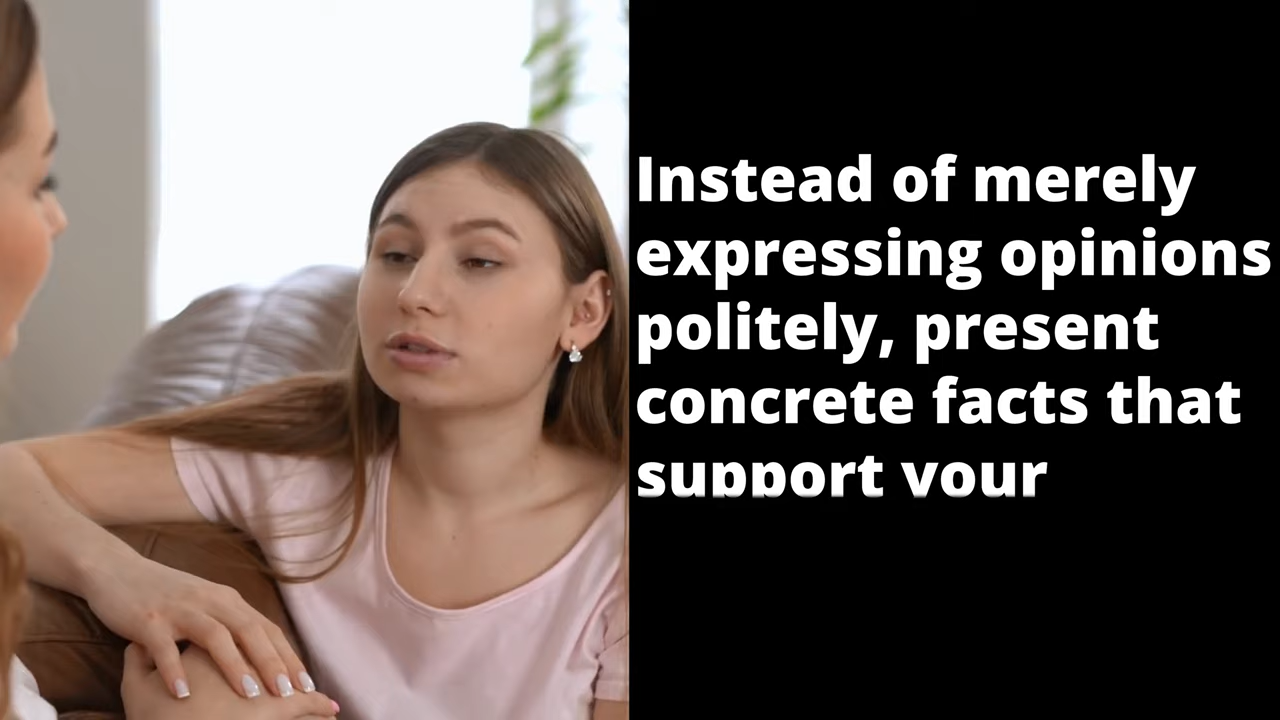 Instead of merely
expressing opinions
politely, present
concrete facts that
support your